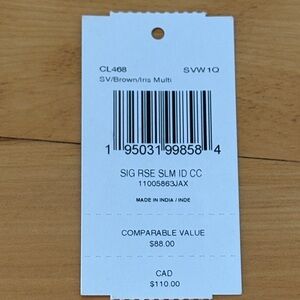 CL468 SVW1Q
SV/Brown/Iris Multi
1 95031 99858 4
SIG RSE SLM ID CC
11005863JAX
MADE IN INDIA / INDE
COMPARABLE VALUE
$88.00
CAD
$110.00